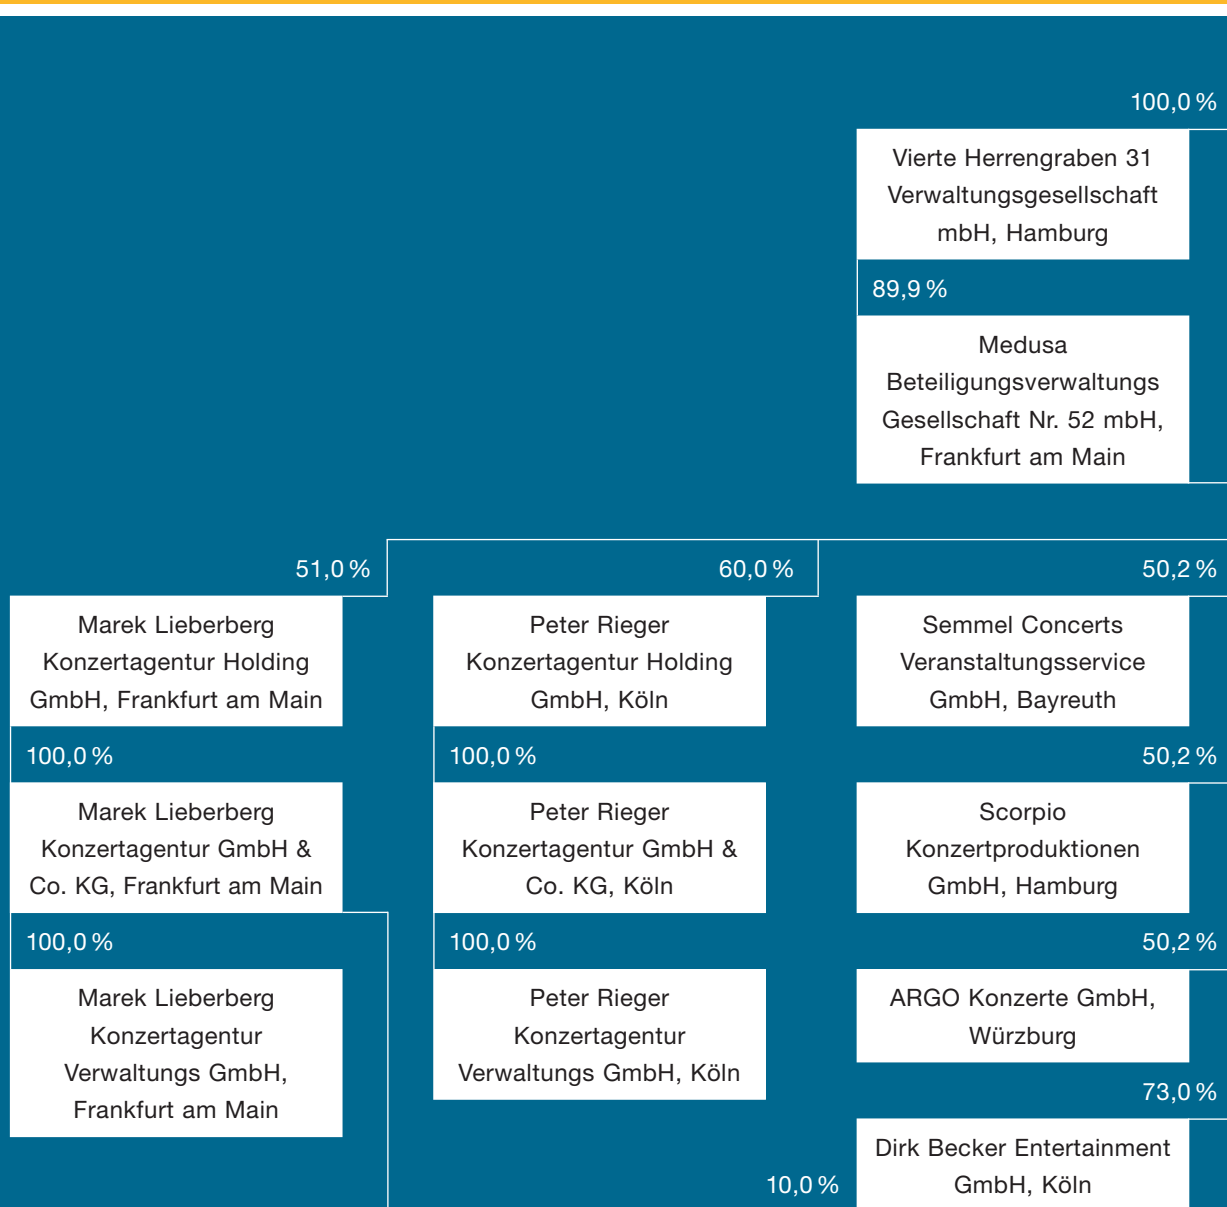 100,0 %
Vierte Herrengraben 31
Verwaltungsgesellschaft
mbH, Hamburg
89,9 %
Medusa
Beteiligungsverwaltungs
Gesellschaft Nr. 52 mbH,
Frankfurt am Main
51,0 %
Marek Lieberberg
Konzertagentur Holding
GmbH, Frankfurt am Main
100,0 %
Marek Lieberberg
Konzertagentur GmbH &
Co. KG, Frankfurt am Main
100,0 %
Marek Lieberberg
Konzertagentur
Verwaltungs GmbH,
Frankfurt am Main
60,0 %
Peter Rieger
Konzertagentur Holding
GmbH, Köln
100,0 %
Peter Rieger
Konzertagentur GmbH &
Co. KG, Köln
100,0 %
Peter Rieger
Konzertagentur
Verwaltungs GmbH, Köln
50,2 %
Semmel Concerts
Veranstaltungsservice
GmbH, Bayreuth
50,2 %
Scorpio
Konzertproduktionen
GmbH, Hamburg
50,2 %
ARGO Konzerte GmbH,
Würzburg
73,0 %
Dirk Becker Entertainment
GmbH, Köln
10,0 %